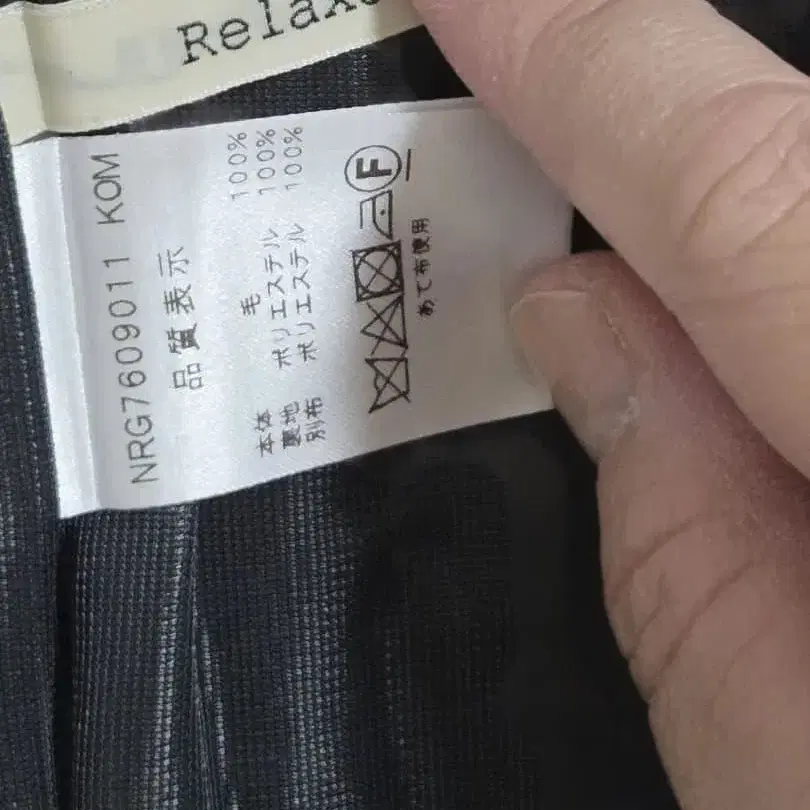 Relax
NRG7609011 KOM
品質表示
本体 毛 100%
裏地 ポリエステル 100%
別布 ポリエステル 100%
F
あて布使用